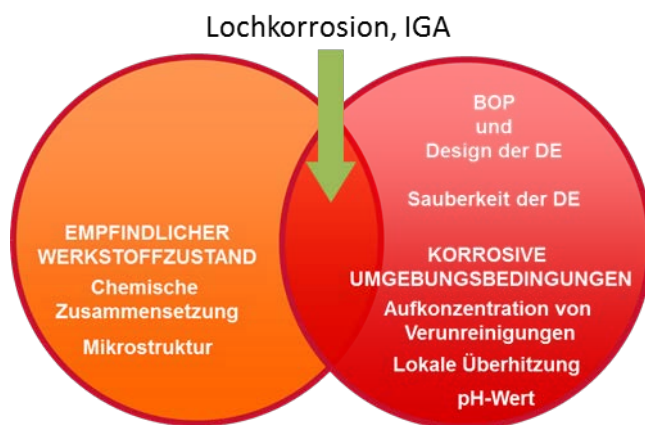 Lochkorrosion, IGA
EMPFINDLICHER
WERKSTOFFZUSTAND
Chemische
Zusammensetzung
Mikrostruktur
BOP
und
Design der DE
Sauberkeit der DE
KORROSIVE
UMGEBUNGSBEDINGUNGEN
Aufkonzentration von
Verunreinigungen
Lokale Überhitzung
pH-Wert